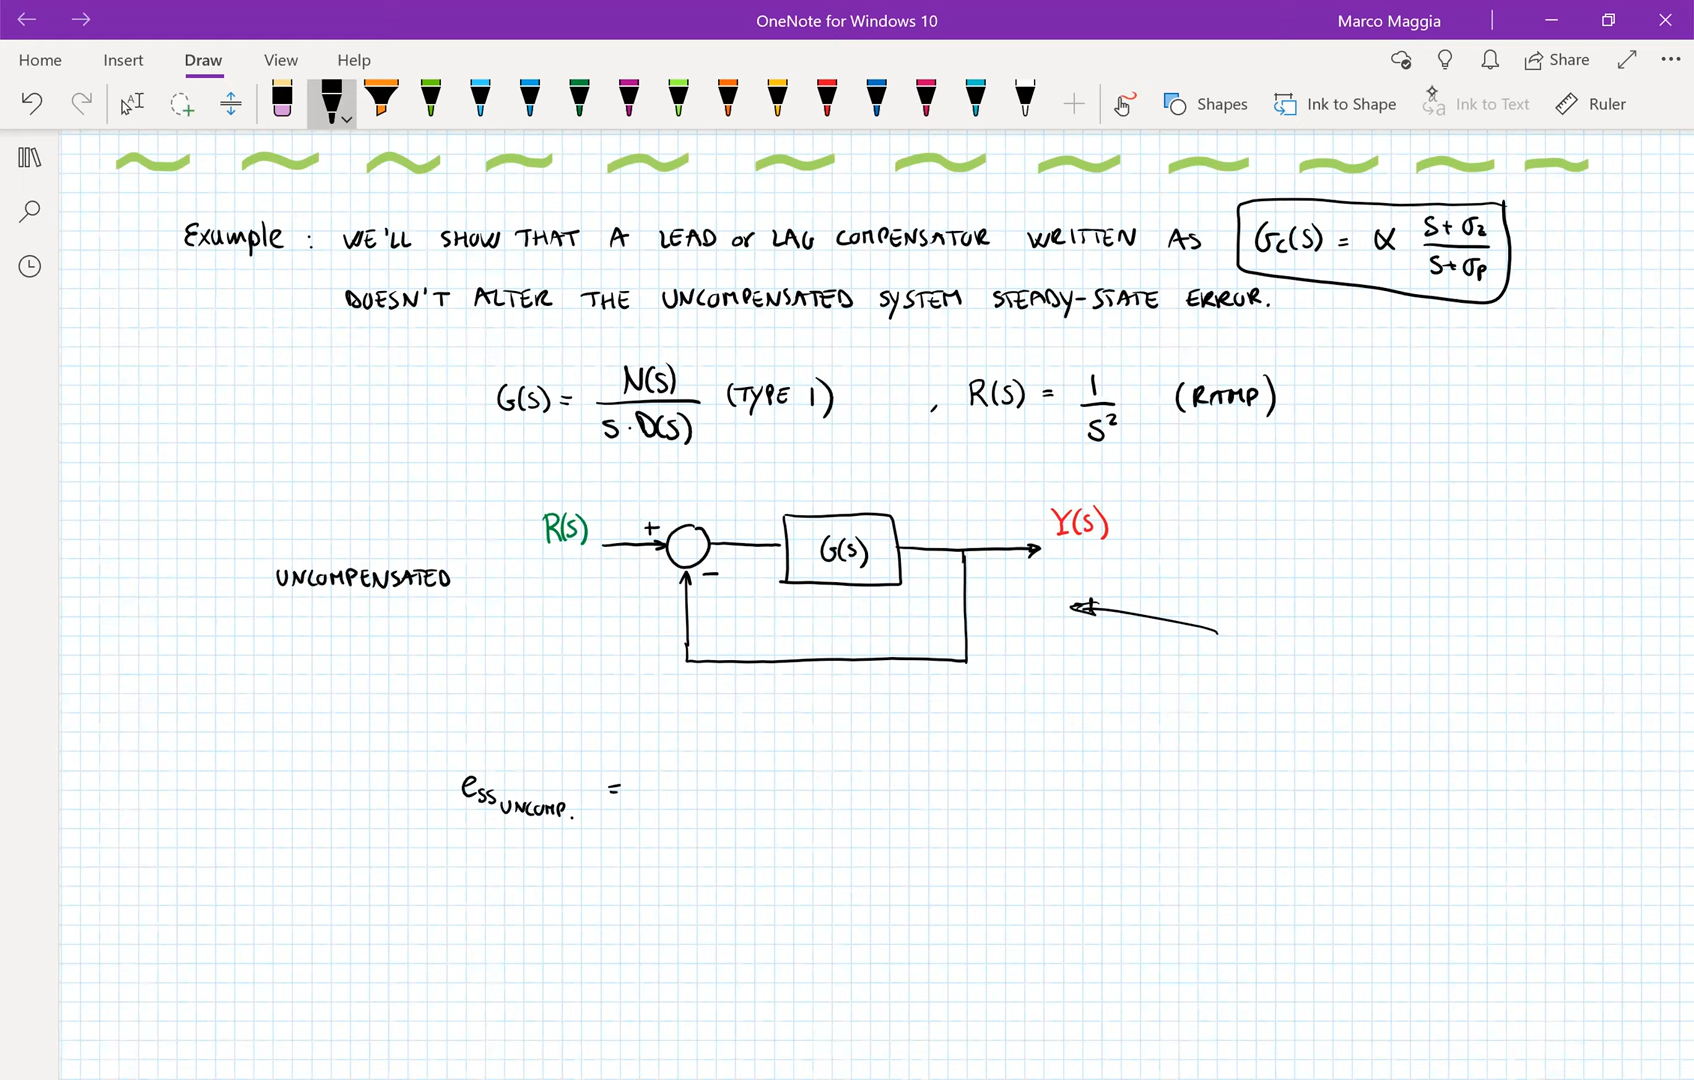 OneNote for Windows 10
Marco Maggia
Home Insert Draw View Help
Share
Shapes Ink to Shape Ink to Text Ruler
Example : WE'LL SHOW THAT A LEAD or LAG COMPENSATOR WRITTEN AS Gc(s) = α (s+σz)/(s+σp)
DOESN'T ALTER THE UNCOMPENSATED SYSTEM STEADY-STATE ERROR.
G(s) = N(s)/(s·D(s)) (TYPE 1) , R(s) = 1/s² (RAMP)
R(s) + − G(s) Y(s)
UNCOMPENSATED
ess UNCOMP. =